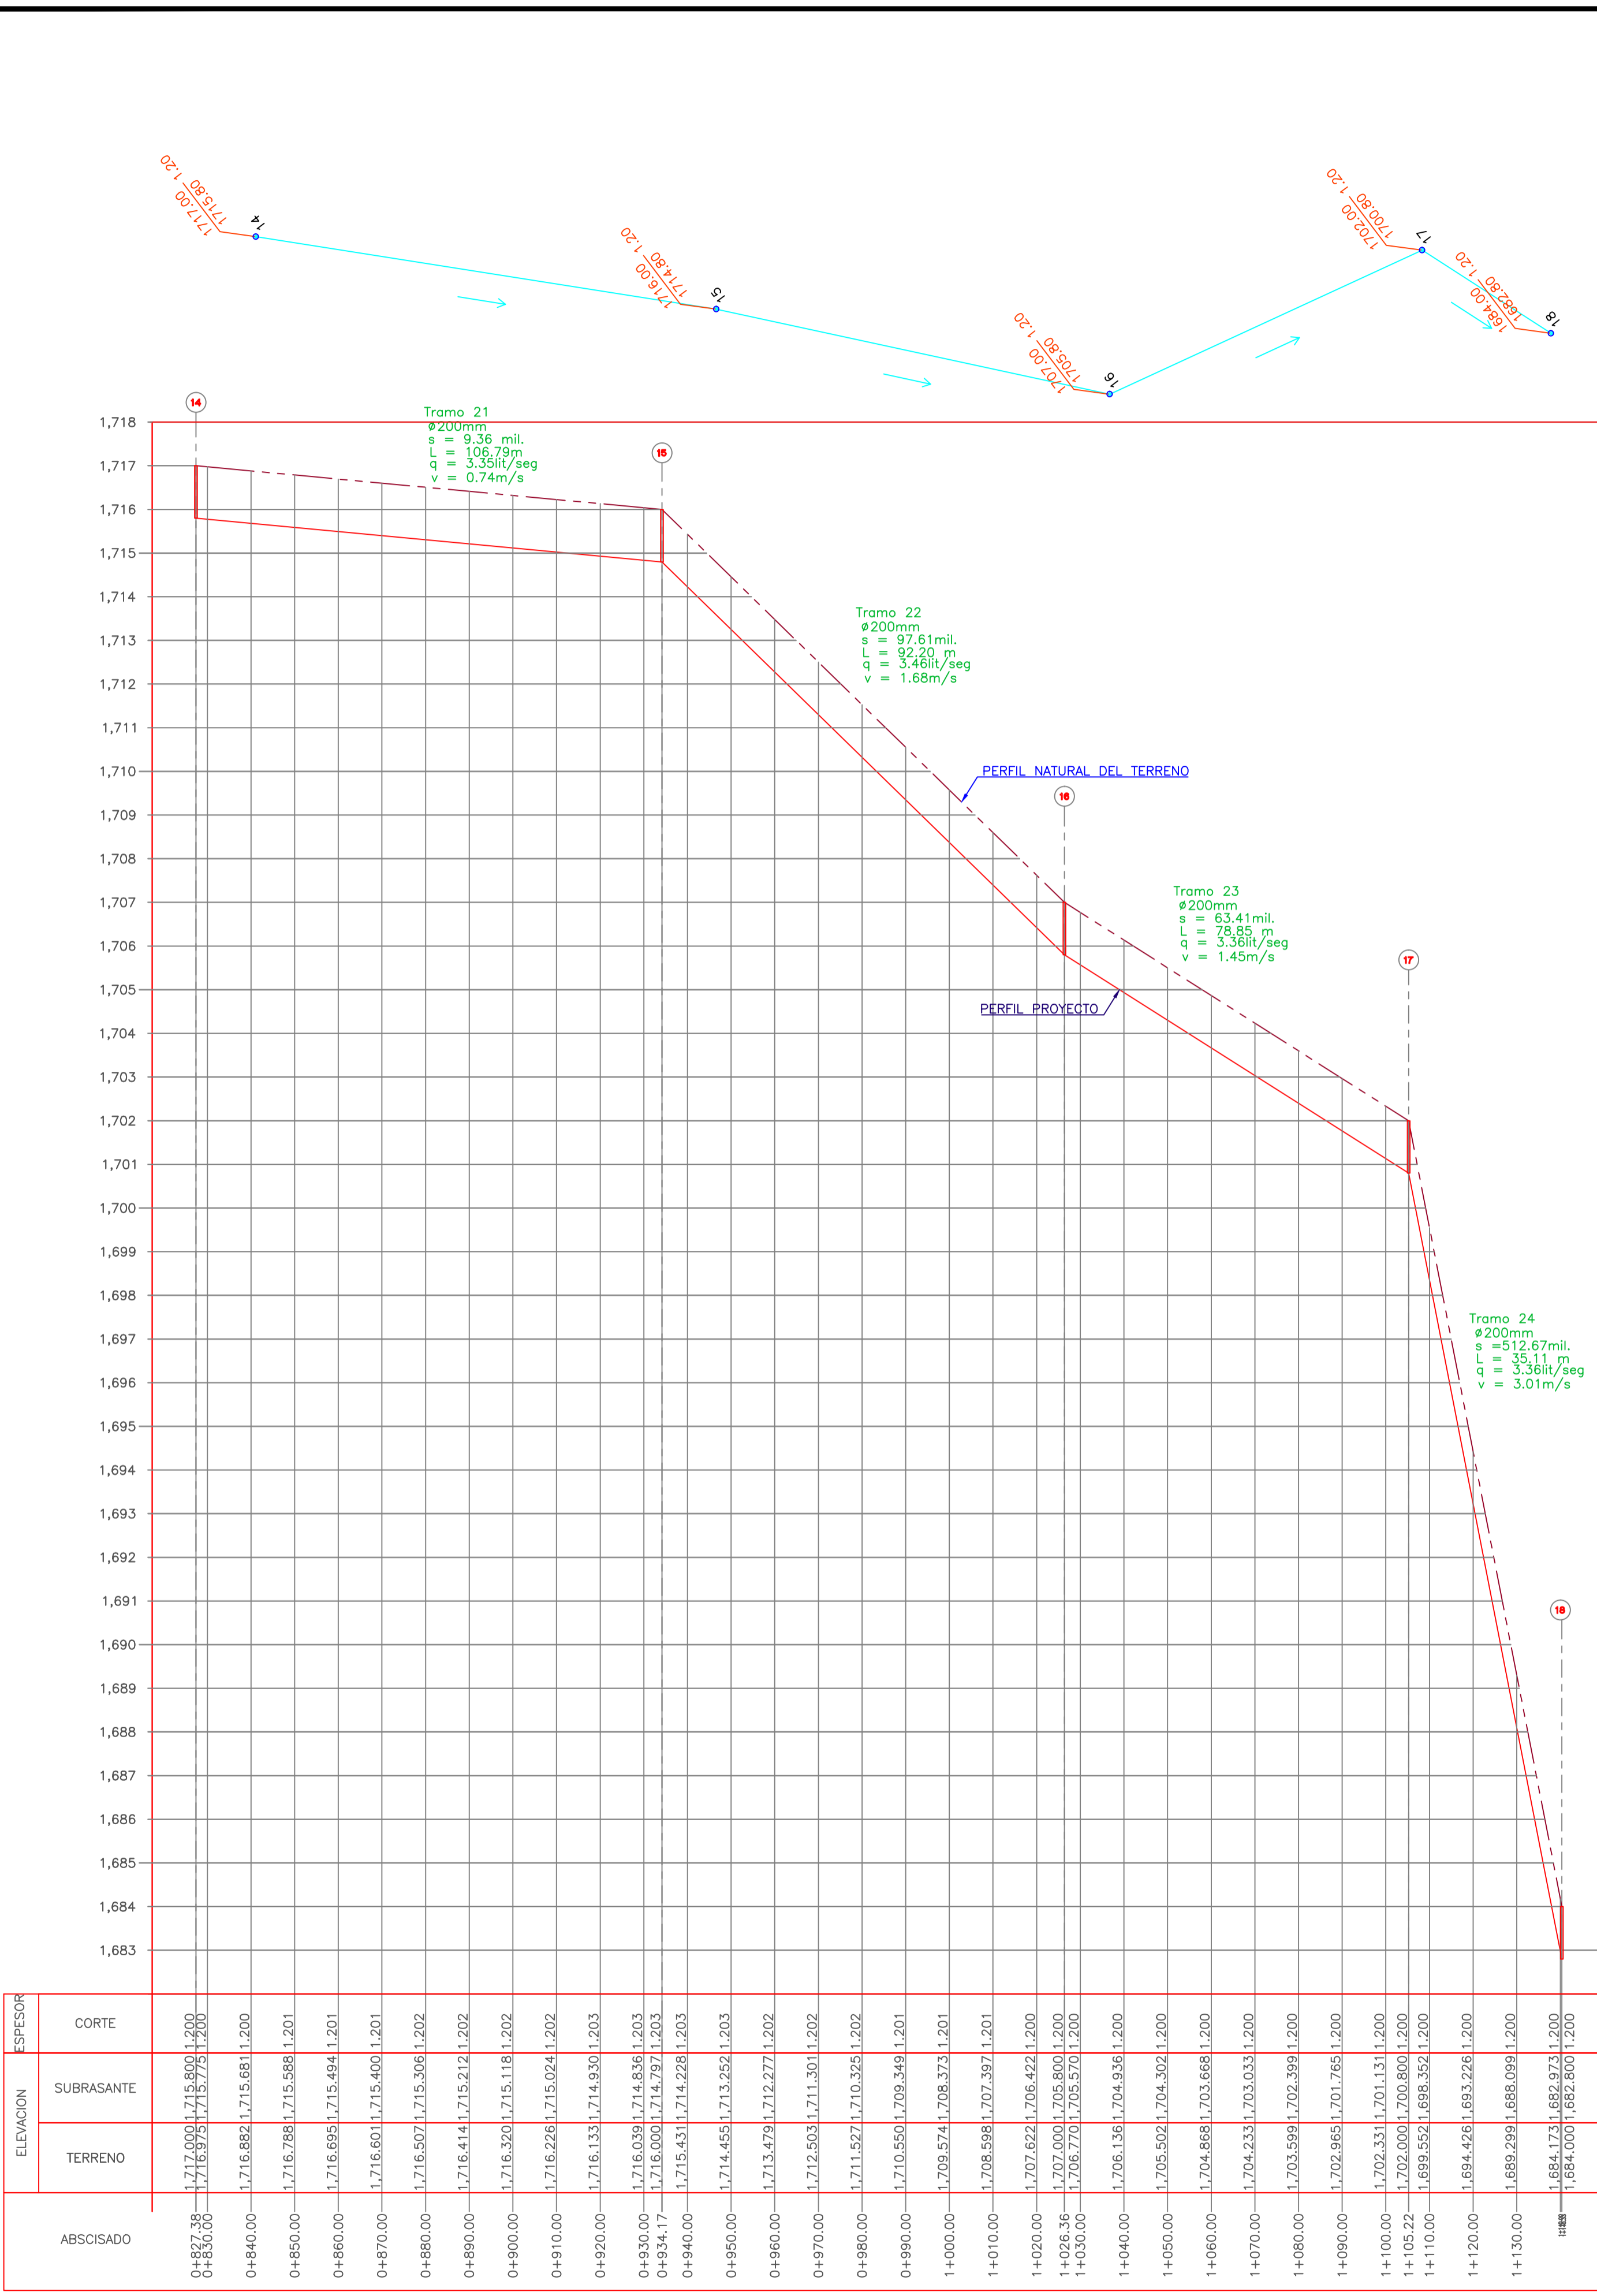 1717.00 1.20
1715.80
14
1716.00 1.20
1714.80
15
1707.00 1.20
1705.80
16
1702.00 1.20
1700.80
17
1684.00 1.20
1682.80
18
14
15
16
17
18
Tramo 21
ø200mm
s = 9.36 mil.
L = 106.79m
q = 3.35lit/seg
v = 0.74m/s
Tramo 22
ø200mm
s = 97.61mil.
L = 92.20 m
q = 3.46lit/seg
v = 1.68m/s
PERFIL NATURAL DEL TERRENO
Tramo 23
ø200mm
s = 63.41mil.
L = 78.85 m
q = 3.36lit/seg
v = 1.45m/s
PERFIL PROYECTO
Tramo 24
ø200mm
s =512.67mil.
L = 35.11 m
q = 3.36lit/seg
v = 3.01m/s
1,718
1,717
1,716
1,715
1,714
1,713
1,712
1,711
1,710
1,709
1,708
1,707
1,706
1,705
1,704
1,703
1,702
1,701
1,700
1,699
1,698
1,697
1,696
1,695
1,694
1,693
1,692
1,691
1,690
1,689
1,688
1,687
1,686
1,685
1,684
1,683
ESPESOR
CORTE
1.200 1.200 1.200 1.201 1.201 1.201 1.202 1.202 1.202 1.202 1.203 1.203 1.203 1.203 1.203 1.202 1.202 1.202 1.201 1.201 1.201 1.200 1.200 1.200 1.200 1.200 1.200 1.200 1.200 1.200 1.200 1.200 1.200 1.200 1.200 1.200 1.200
ELEVACION
SUBRASANTE
1,715.800 1,715.775 1,715.681 1,715.588 1,715.494 1,715.400 1,715.306 1,715.212 1,715.118 1,715.024 1,714.930 1,714.836 1,714.797 1,714.228 1,713.252 1,712.277 1,711.301 1,710.325 1,709.349 1,708.373 1,707.397 1,706.422 1,705.800 1,705.570 1,704.936 1,704.302 1,703.668 1,703.033 1,702.399 1,701.765 1,701.131 1,700.800 1,698.352 1,693.226 1,688.099 1,682.973 1,682.800
TERRENO
1,717.000 1,716.975 1,716.882 1,716.788 1,716.695 1,716.601 1,716.507 1,716.414 1,716.320 1,716.226 1,716.133 1,716.039 1,716.000 1,715.431 1,714.455 1,713.479 1,712.503 1,711.527 1,710.550 1,709.574 1,708.598 1,707.622 1,707.000 1,706.770 1,706.136 1,705.502 1,704.868 1,704.233 1,703.599 1,702.965 1,702.331 1,702.000 1,699.552 1,694.426 1,689.299 1,684.173 1,684.000
ABSCISADO
0+827.38 0+830.00 0+840.00 0+850.00 0+860.00 0+870.00 0+880.00 0+890.00 0+900.00 0+910.00 0+920.00 0+930.00 0+934.17 0+940.00 0+950.00 0+960.00 0+970.00 0+980.00 0+990.00 1+000.00 1+010.00 1+020.00 1+026.36 1+030.00 1+040.00 1+050.00 1+060.00 1+070.00 1+080.00 1+090.00 1+100.00 1+105.22 1+110.00 1+120.00 1+130.00